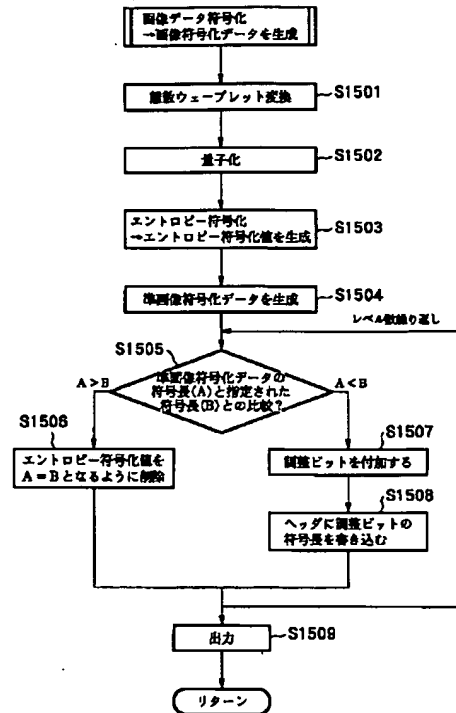 画像データ符号化
→画像符号化データを生成
離散ウェーブレット変換
S1501
量子化
S1502
エントロピー符号化
→エントロピー符号化値を生成
S1503
準画像符号化データを生成
S1504
レベル数繰り返し
S1505
準画像符号化データの
符号長(A)と指定された
符号長(B)との比較?
A>B
A<B
S1506
エントロピー符号化値を
A=Bとなるように削除
S1507
調整ビットを付加する
S1508
ヘッダに調整ビットの
符号長を書き込む
出力
S1509
リターン